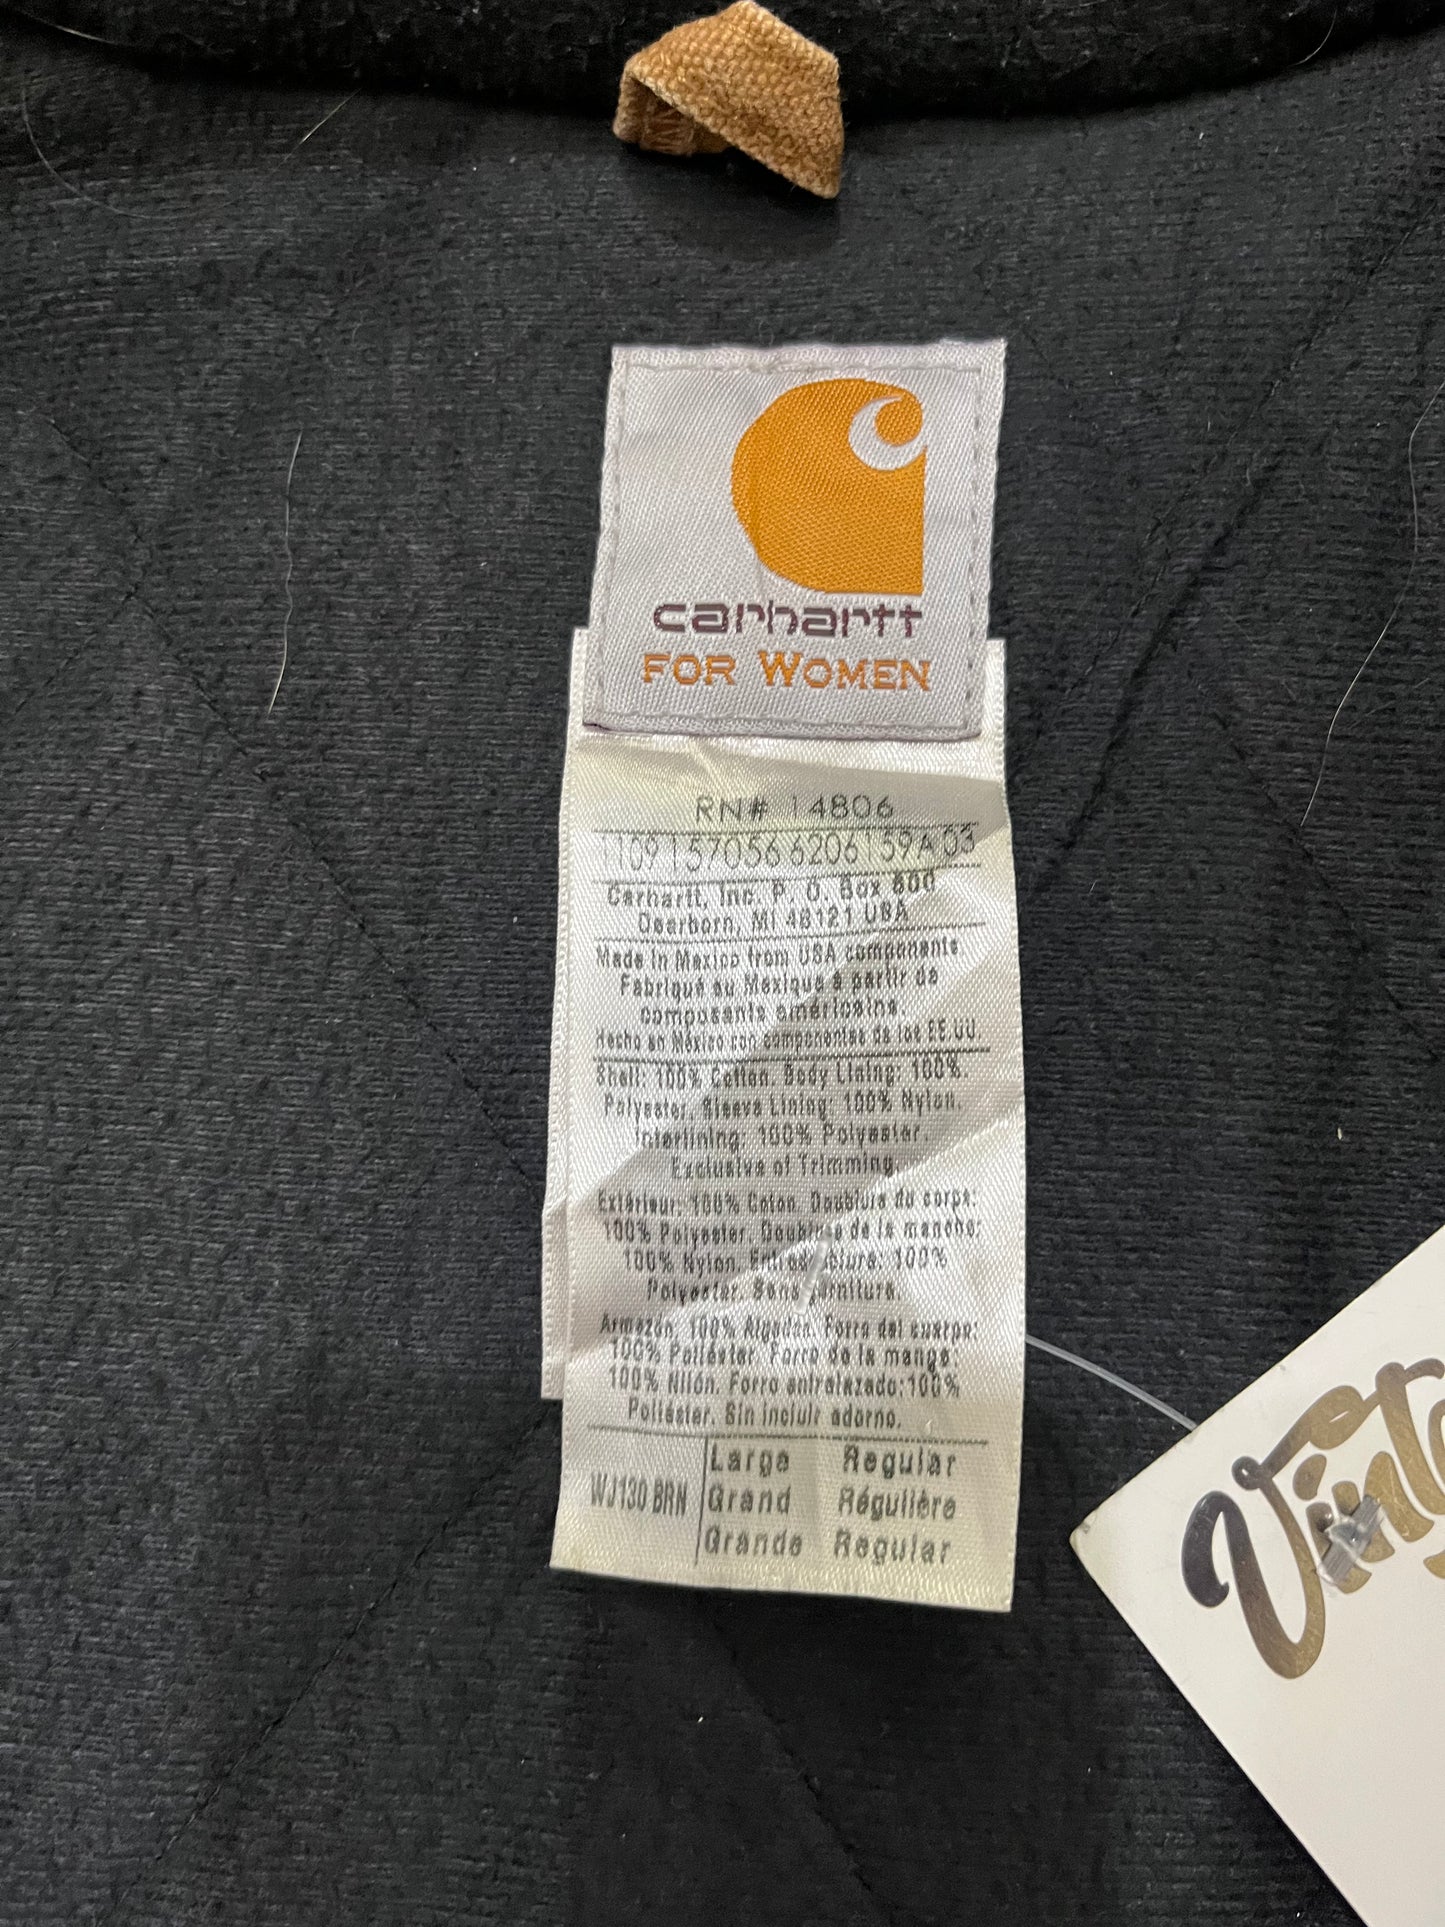 carhartt
FOR WOMEN
RN# 14806
1109 157056 6206159A 03
Carhartt, Inc. P. O. Box 600
Dearborn, MI 48121 USA
Made In Mexico from USA components
Fabriqué au Mexique à partir de
composants américains.
Hecho en México con componentes de los EE.UU.
Shell: 100% Cotton. Body Lining: 100%.
Polyester. Sleeve Lining: 100% Nylon.
Interlining: 100% Polyester.
Exclusive of Trimming.
Extérieur: 100% Coton. Doublure du corps:
100% Polyester. Doublure de la manche:
100% Nylon. 100%
Polyester. Sans
Armazón. 100% Algodon. Forro del cuerpo:
100% Poliéster. Forro de la manga:
100% Nilón. Forro entrelazado:100%
Poliester. Sin incluir adorno.
WJ130 BRN
Large Regular
Grand Régulière
Grande Regular